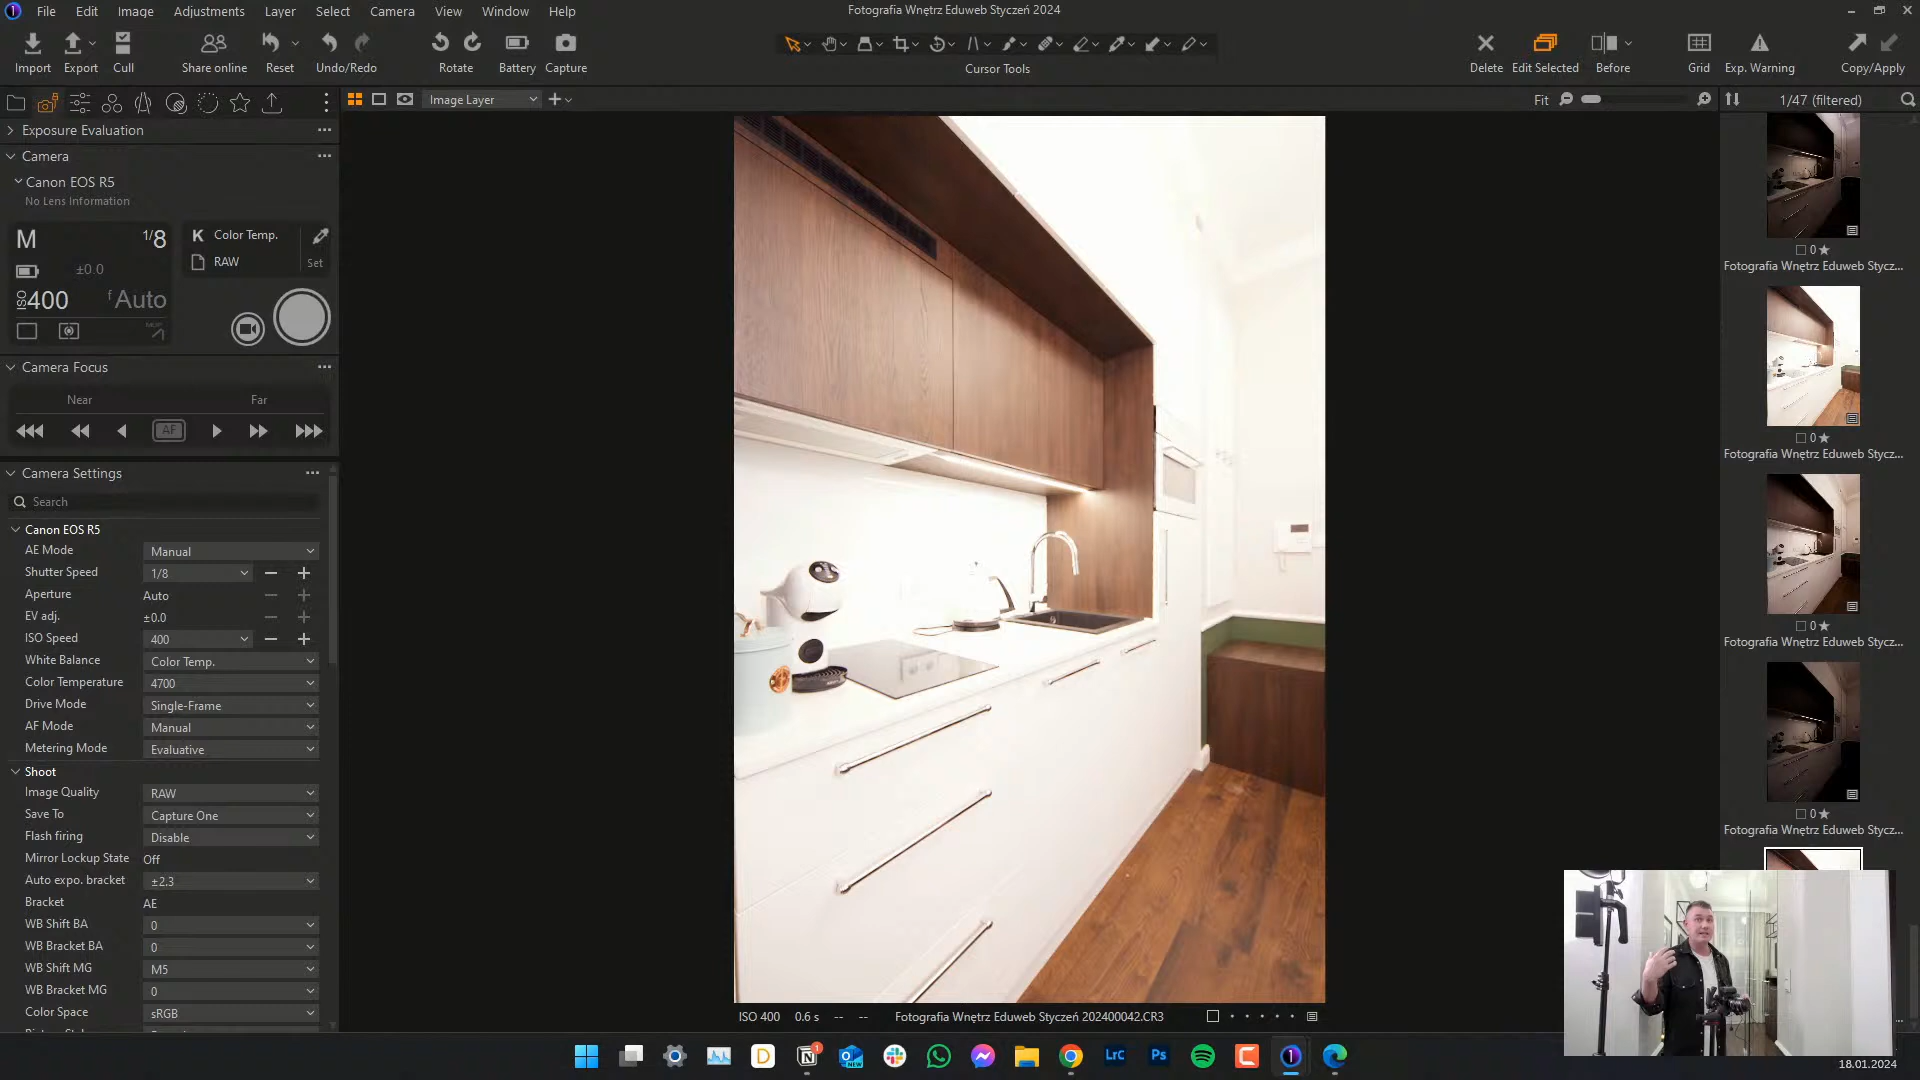 File Edit Image Adjustments Layer Select Camera View Window Help
Fotografia Wnętrz Eduweb Styczeń 2024
Import Export Cull Share online Reset Undo/Redo Rotate Battery Capture
Cursor Tools
Delete Edit Selected Before Grid Exp. Warning Copy/Apply
Image Layer
Fit
1/47 (filtered)
Exposure Evaluation
Camera
Canon EOS R5
No Lens Information
M 1/8
±0.0
ISO 400 f Auto
K Color Temp.
RAW
Set
Camera Focus
Near Far
AF
Camera Settings
Search
Canon EOS R5
AE Mode Manual
Shutter Speed 1/8
Aperture Auto
EV adj. ±0.0
ISO Speed 400
White Balance Color Temp.
Color Temperature 4700
Drive Mode Single-Frame
AF Mode Manual
Metering Mode Evaluative
Shoot
Image Quality RAW
Save To Capture One
Flash firing Disable
Mirror Lockup State Off
Auto expo. bracket ±2.3
Bracket AE
WB Shift BA 0
WB Bracket BA 0
WB Shift MG M5
WB Bracket MG 0
Color Space sRGB
ISO 400 0.6 s -- -- Fotografia Wnętrz Eduweb Styczeń 202400042.CR3
0
Fotografia Wnętrz Eduweb Stycz...
0
Fotografia Wnętrz Eduweb Stycz...
0
Fotografia Wnętrz Eduweb Stycz...
0
Fotografia Wnętrz Eduweb Stycz...
D N 1 NEW LrC Ps
18.01.2024